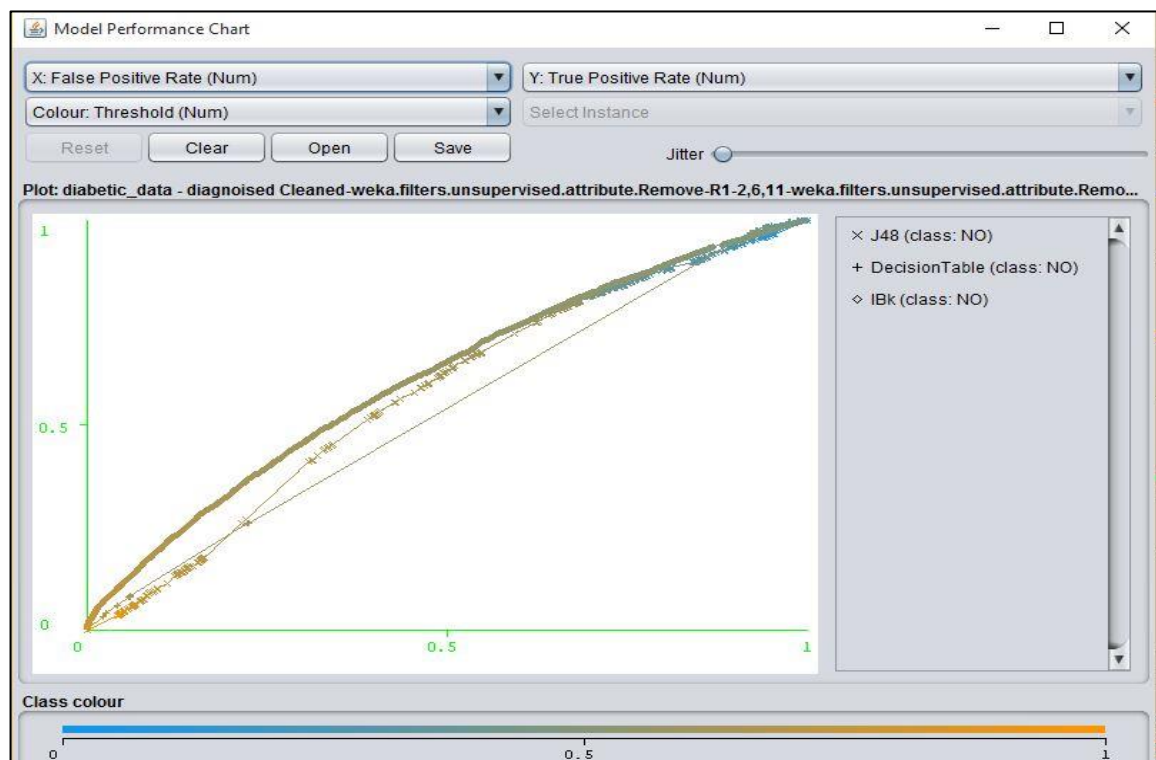 Model Performance Chart
X: False Positive Rate (Num) Y: True Positive Rate (Num)
Colour: Threshold (Num) Select Instance
Reset Clear Open Save Jitter
Plot: diabetic_data - diagnoised Cleaned-weka.filters.unsupervised.attribute.Remove-R1-2,6,11-weka.filters.unsupervised.attribute.Remo...
1
0.5
0
0 0.5 1
J48 (class: NO)
DecisionTable (class: NO)
IBk (class: NO)
Class colour
0 0.5 1